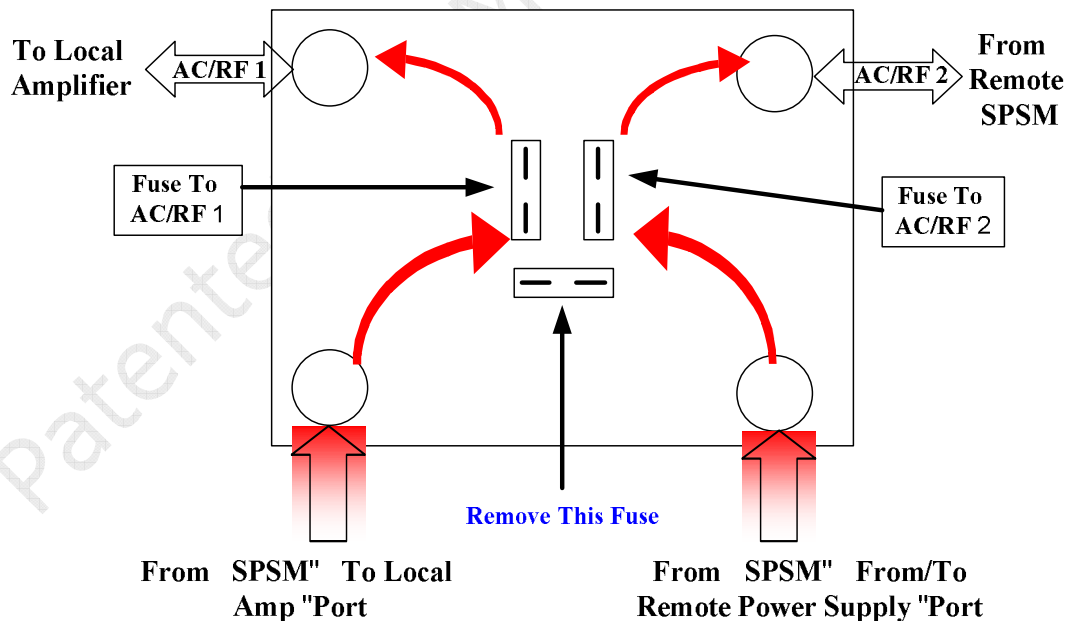 To Local
Amplifier
AC/RF 1
AC/RF 2
From
Remote
SPSM
Fuse To
AC/RF 1
Fuse To
AC/RF 2
Remove This Fuse
From SPSM" To Local
Amp "Port
From SPSM" From/To
Remote Power Supply "Port
Patente